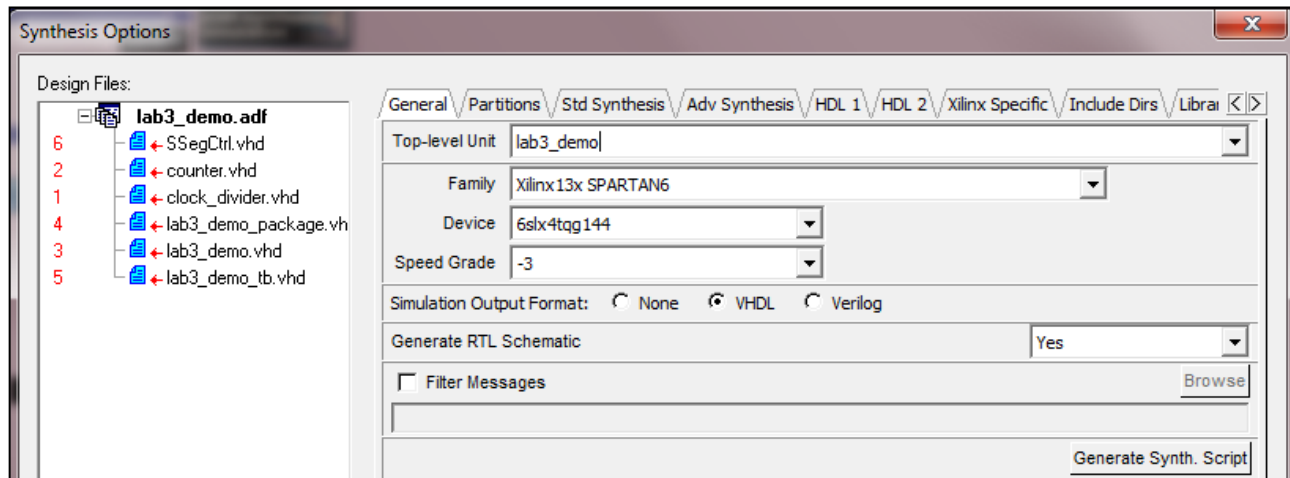 Synthesis Options
Design Files:
lab3_demo.adf
6 SSegCtrl.vhd
2 counter.vhd
1 clock_divider.vhd
4 lab3_demo_package.vh
3 lab3_demo.vhd
5 lab3_demo_tb.vhd
General Partitions Std Synthesis Adv Synthesis HDL 1 HDL 2 Xilinx Specific Include Dirs Librar
Top-level Unit lab3_demo
Family Xilinx13x SPARTAN6
Device 6slx4tqg144
Speed Grade -3
Simulation Output Format: None VHDL Verilog
Generate RTL Schematic Yes
Filter Messages Browse
Generate Synth. Script